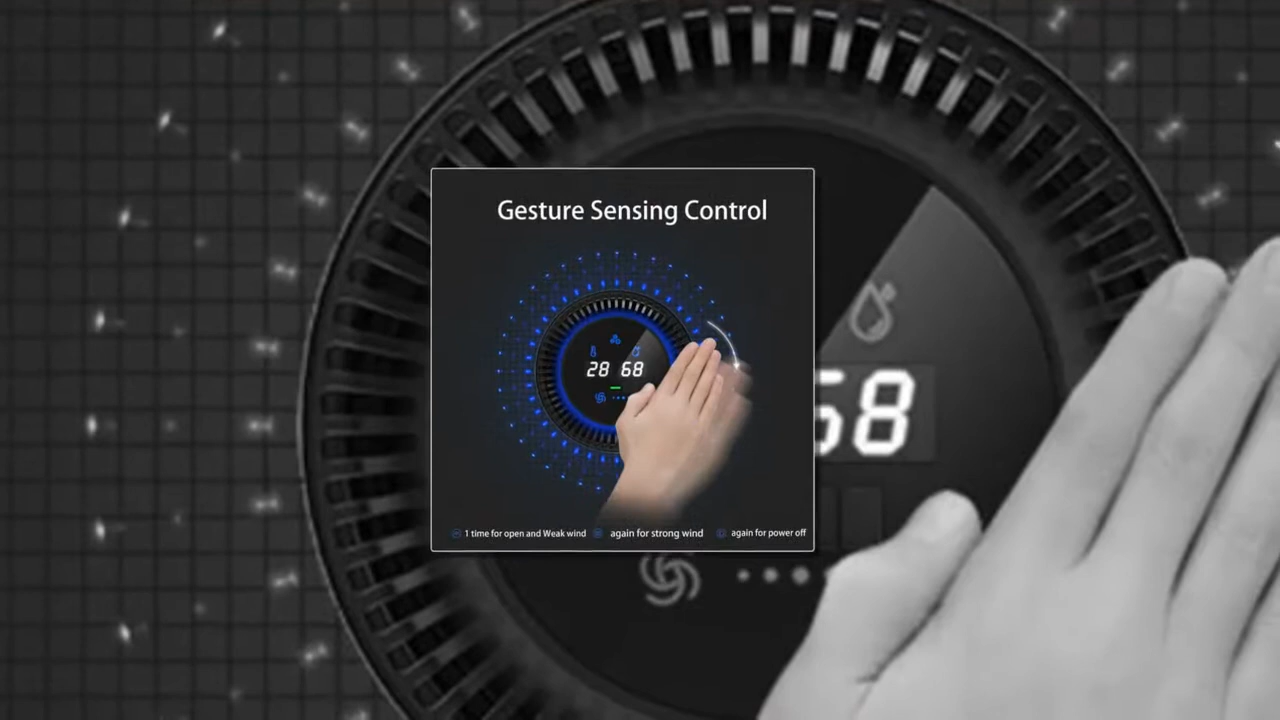 Gesture Sensing Control
28 68
1 time for open and Weak wind again for strong wind again for power off
68